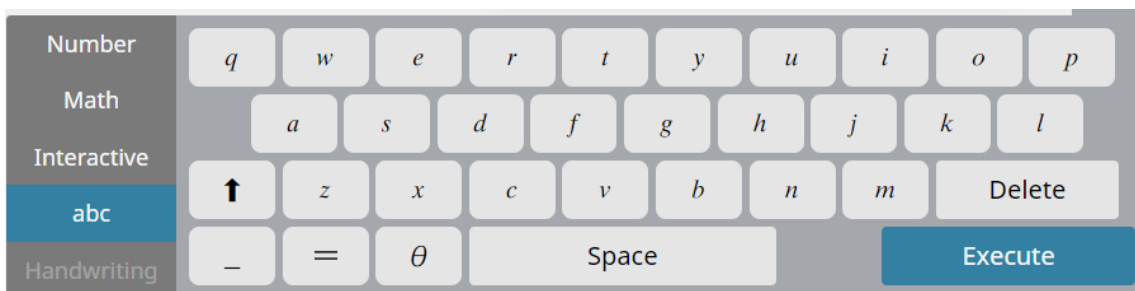 Number
Math
Interactive
abc
Handwriting
q w e r t y u i o p
a s d f g h j k l
⬆ z x c v b n m Delete
_ = θ Space Execute